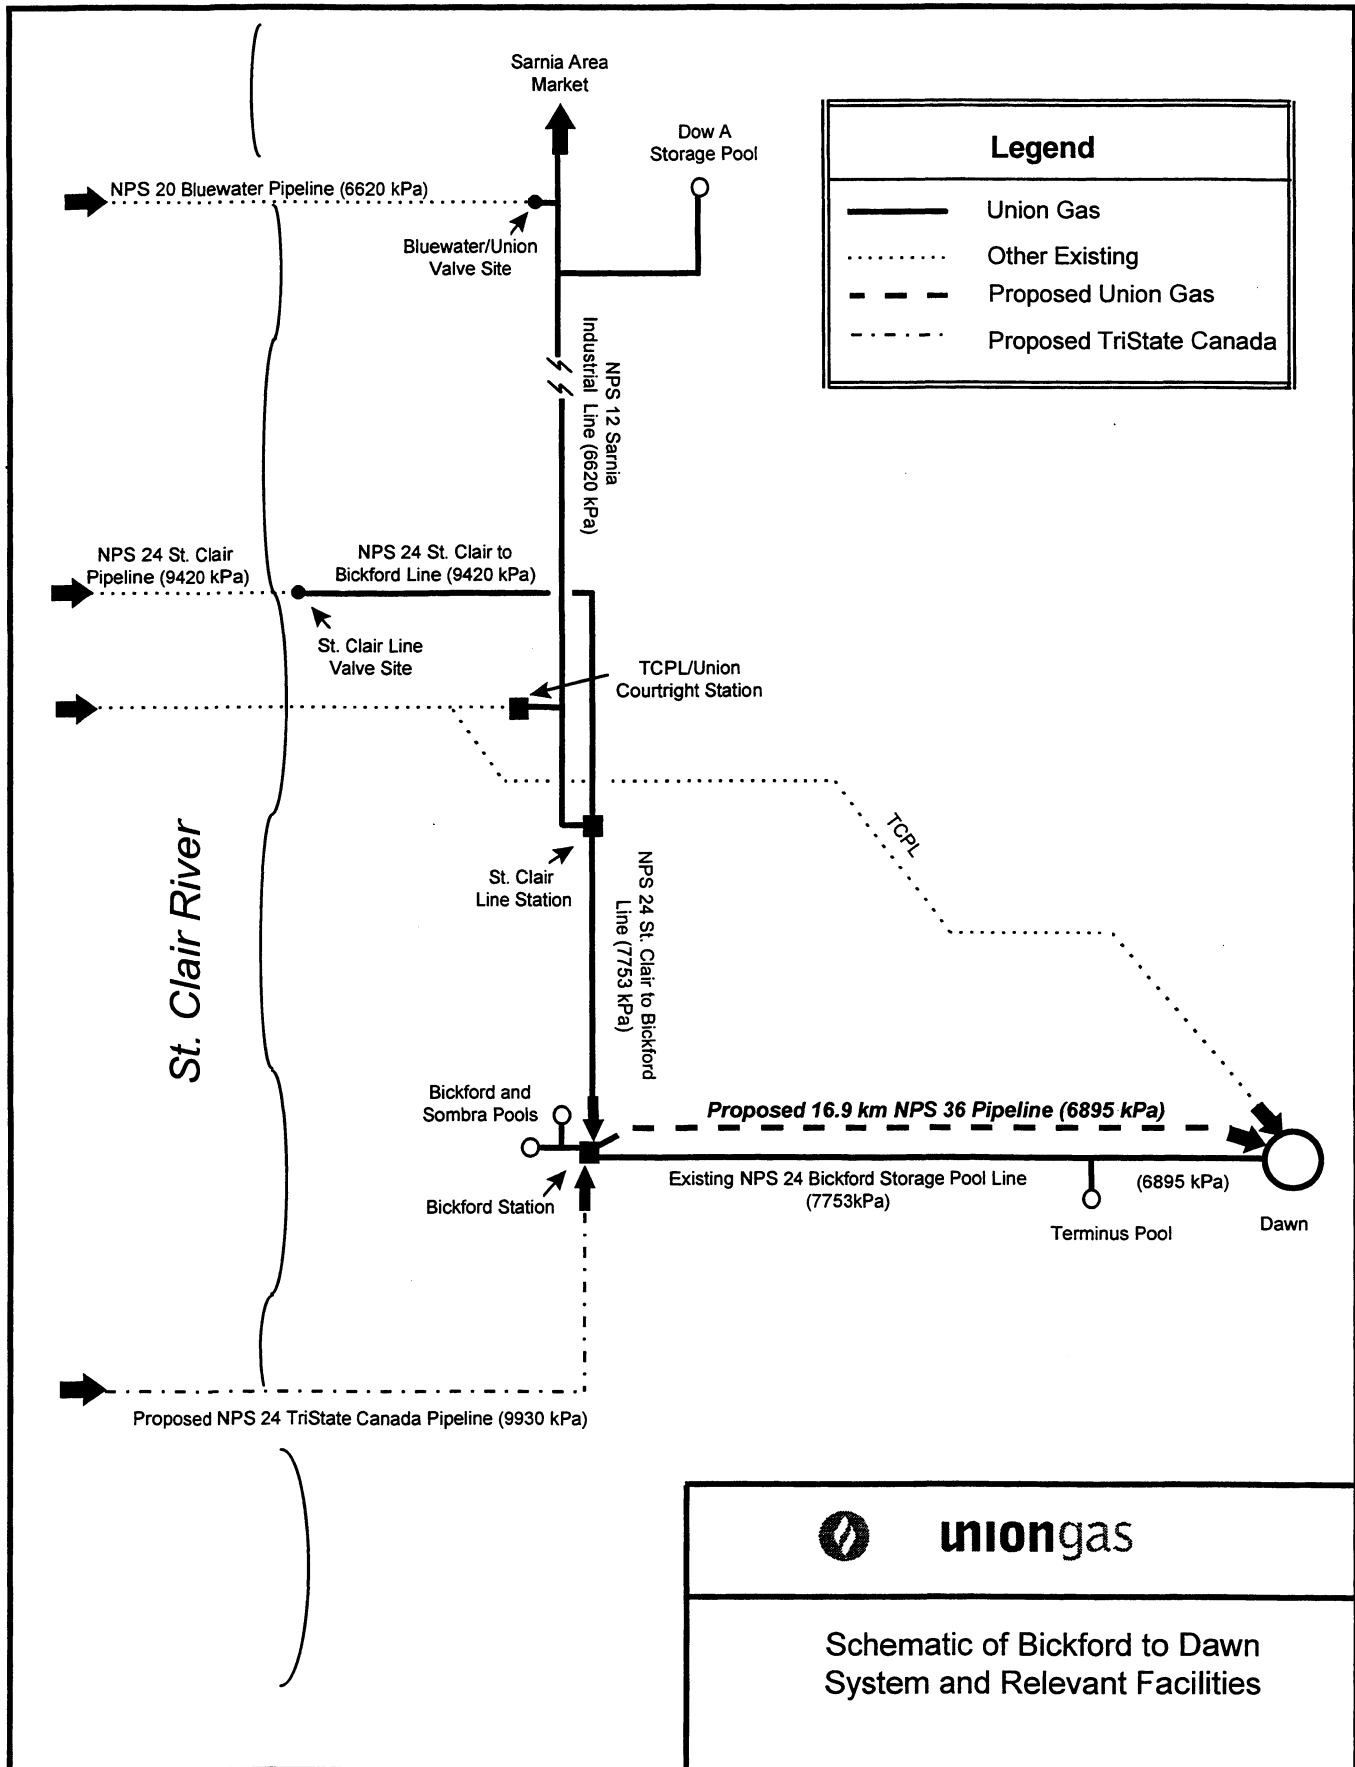 Sarnia Area
Market
Dow A
Storage Pool
Legend
Union Gas
Other Existing
Proposed Union Gas
Proposed TriState Canada
NPS 20 Bluewater Pipeline (6620 kPa)
Bluewater/Union
Valve Site
NPS 12 Sarnia
Industrial Line (6620 kPa)
NPS 24 St. Clair
Pipeline (9420 kPa)
NPS 24 St. Clair to
Bickford Line (9420 kPa)
St. Clair Line
Valve Site
TCPL/Union
Courtright Station
TCPL
St. Clair River
St. Clair
Line Station
NPS 24 St. Clair to Bickford
Line (7753 kPa)
Bickford and
Sombra Pools
Proposed 16.9 km NPS 36 Pipeline (6895 kPa)
Existing NPS 24 Bickford Storage Pool Line
(7753kPa)
(6895 kPa)
Bickford Station
Terminus Pool
Dawn
Proposed NPS 24 TriState Canada Pipeline (9930 kPa)
uniongas
Schematic of Bickford to Dawn
System and Relevant Facilities